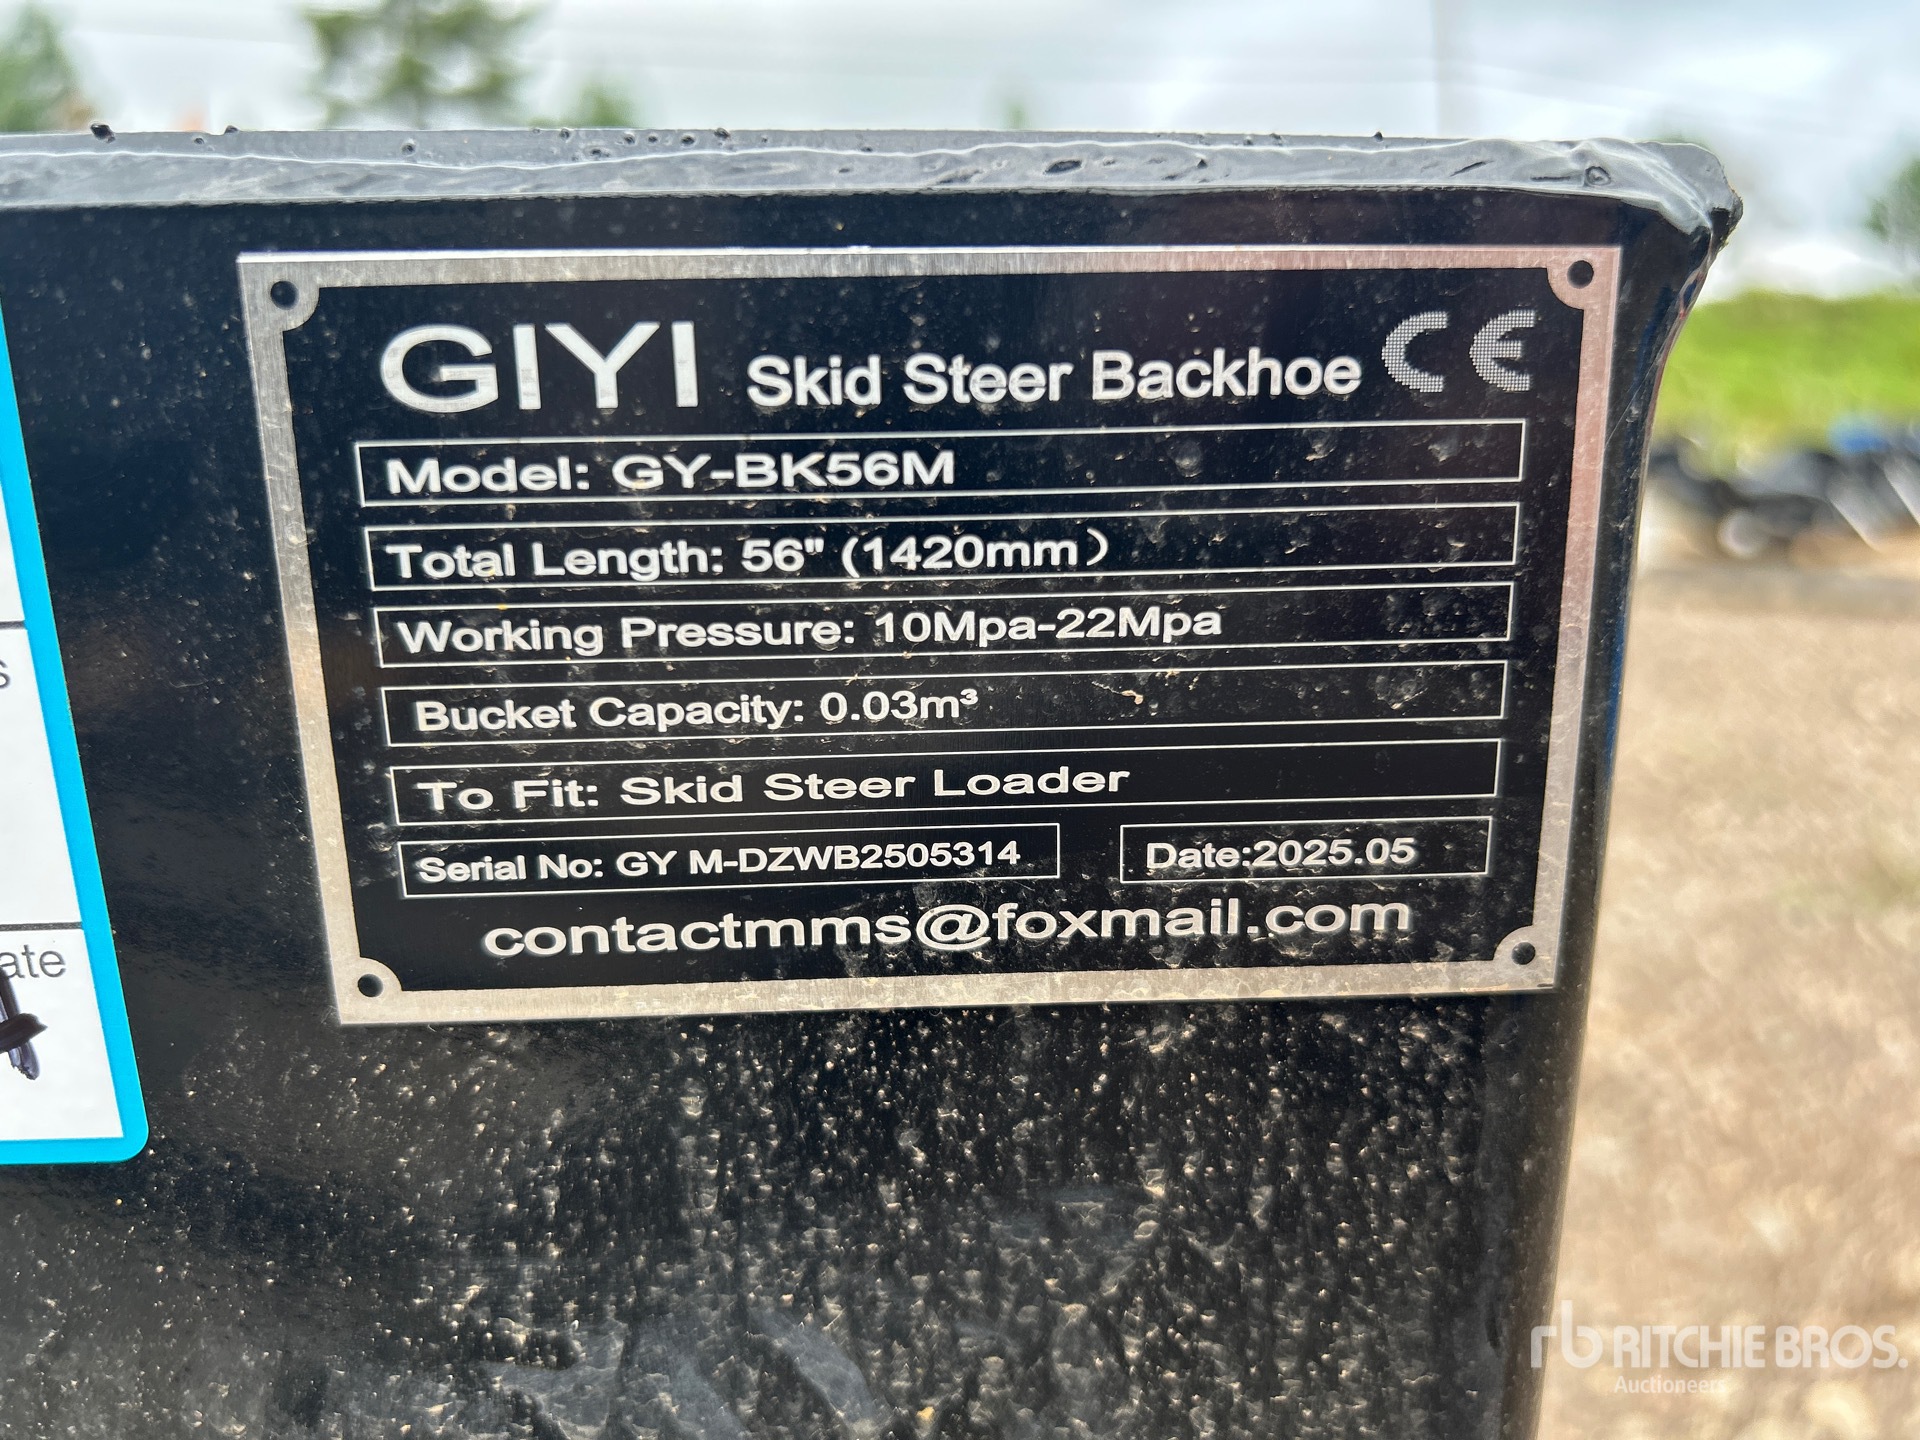 GIYI Skid Steer Backhoe CE
Model: GY-BK56M
Total Length: 56" (1420mm）
Working Pressure: 10Mpa-22Mpa
Bucket Capacity: 0.03m³
To Fit: Skid Steer Loader
Serial No: GY M-DZWB2505314 Date:2025.05
contactmms@foxmail.com
s
ate
rb RITCHIE BROS.
Auctioneers